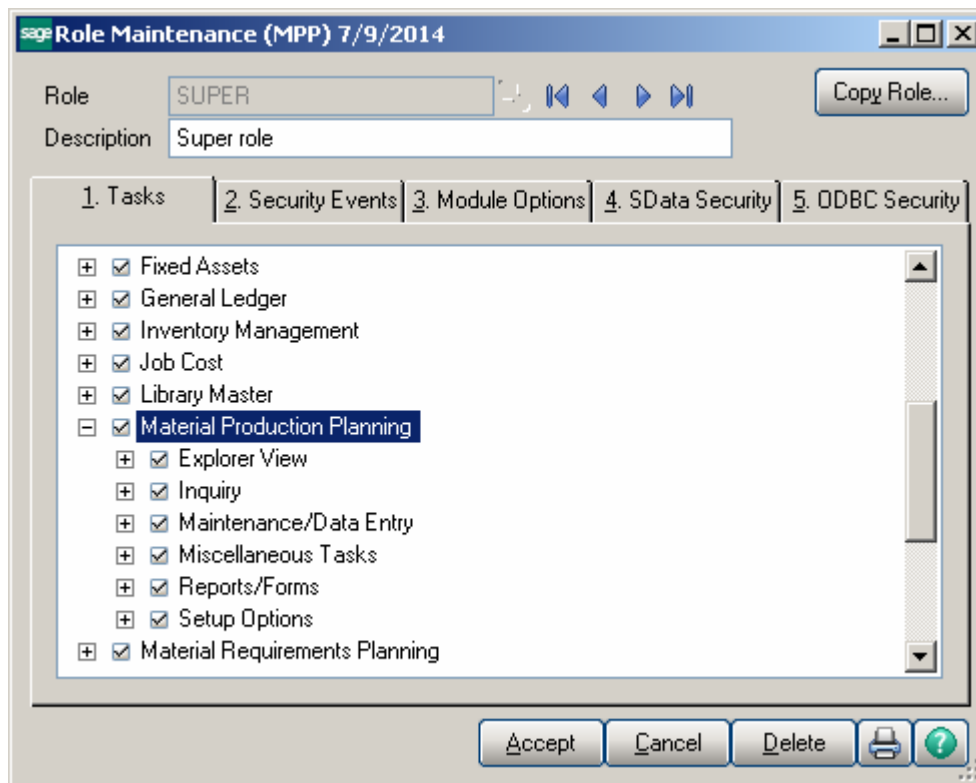 sage Role Maintenance (MPP) 7/9/2014
Role SUPER Copy Role...
Description Super role
1. Tasks 2. Security Events 3. Module Options 4. SData Security 5. ODBC Security
Fixed Assets
General Ledger
Inventory Management
Job Cost
Library Master
Material Production Planning
Explorer View
Inquiry
Maintenance/Data Entry
Miscellaneous Tasks
Reports/Forms
Setup Options
Material Requirements Planning
Accept Cancel Delete